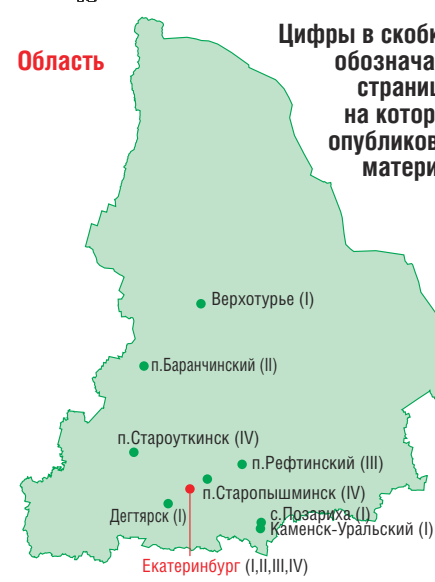 Область
Цифры в скобк
обознача
страниц
на котор
опубликов
матери
Верхотурье (I)
п.Баранчинский (II)
п.Староуткинск (IV)
п.Рефтинский (III)
п.Старопышминск (IV)
Дегтярск (I)
с.Позариха (I)
Каменск-Уральский (I)
Екатеринбург (I,II,III,IV)